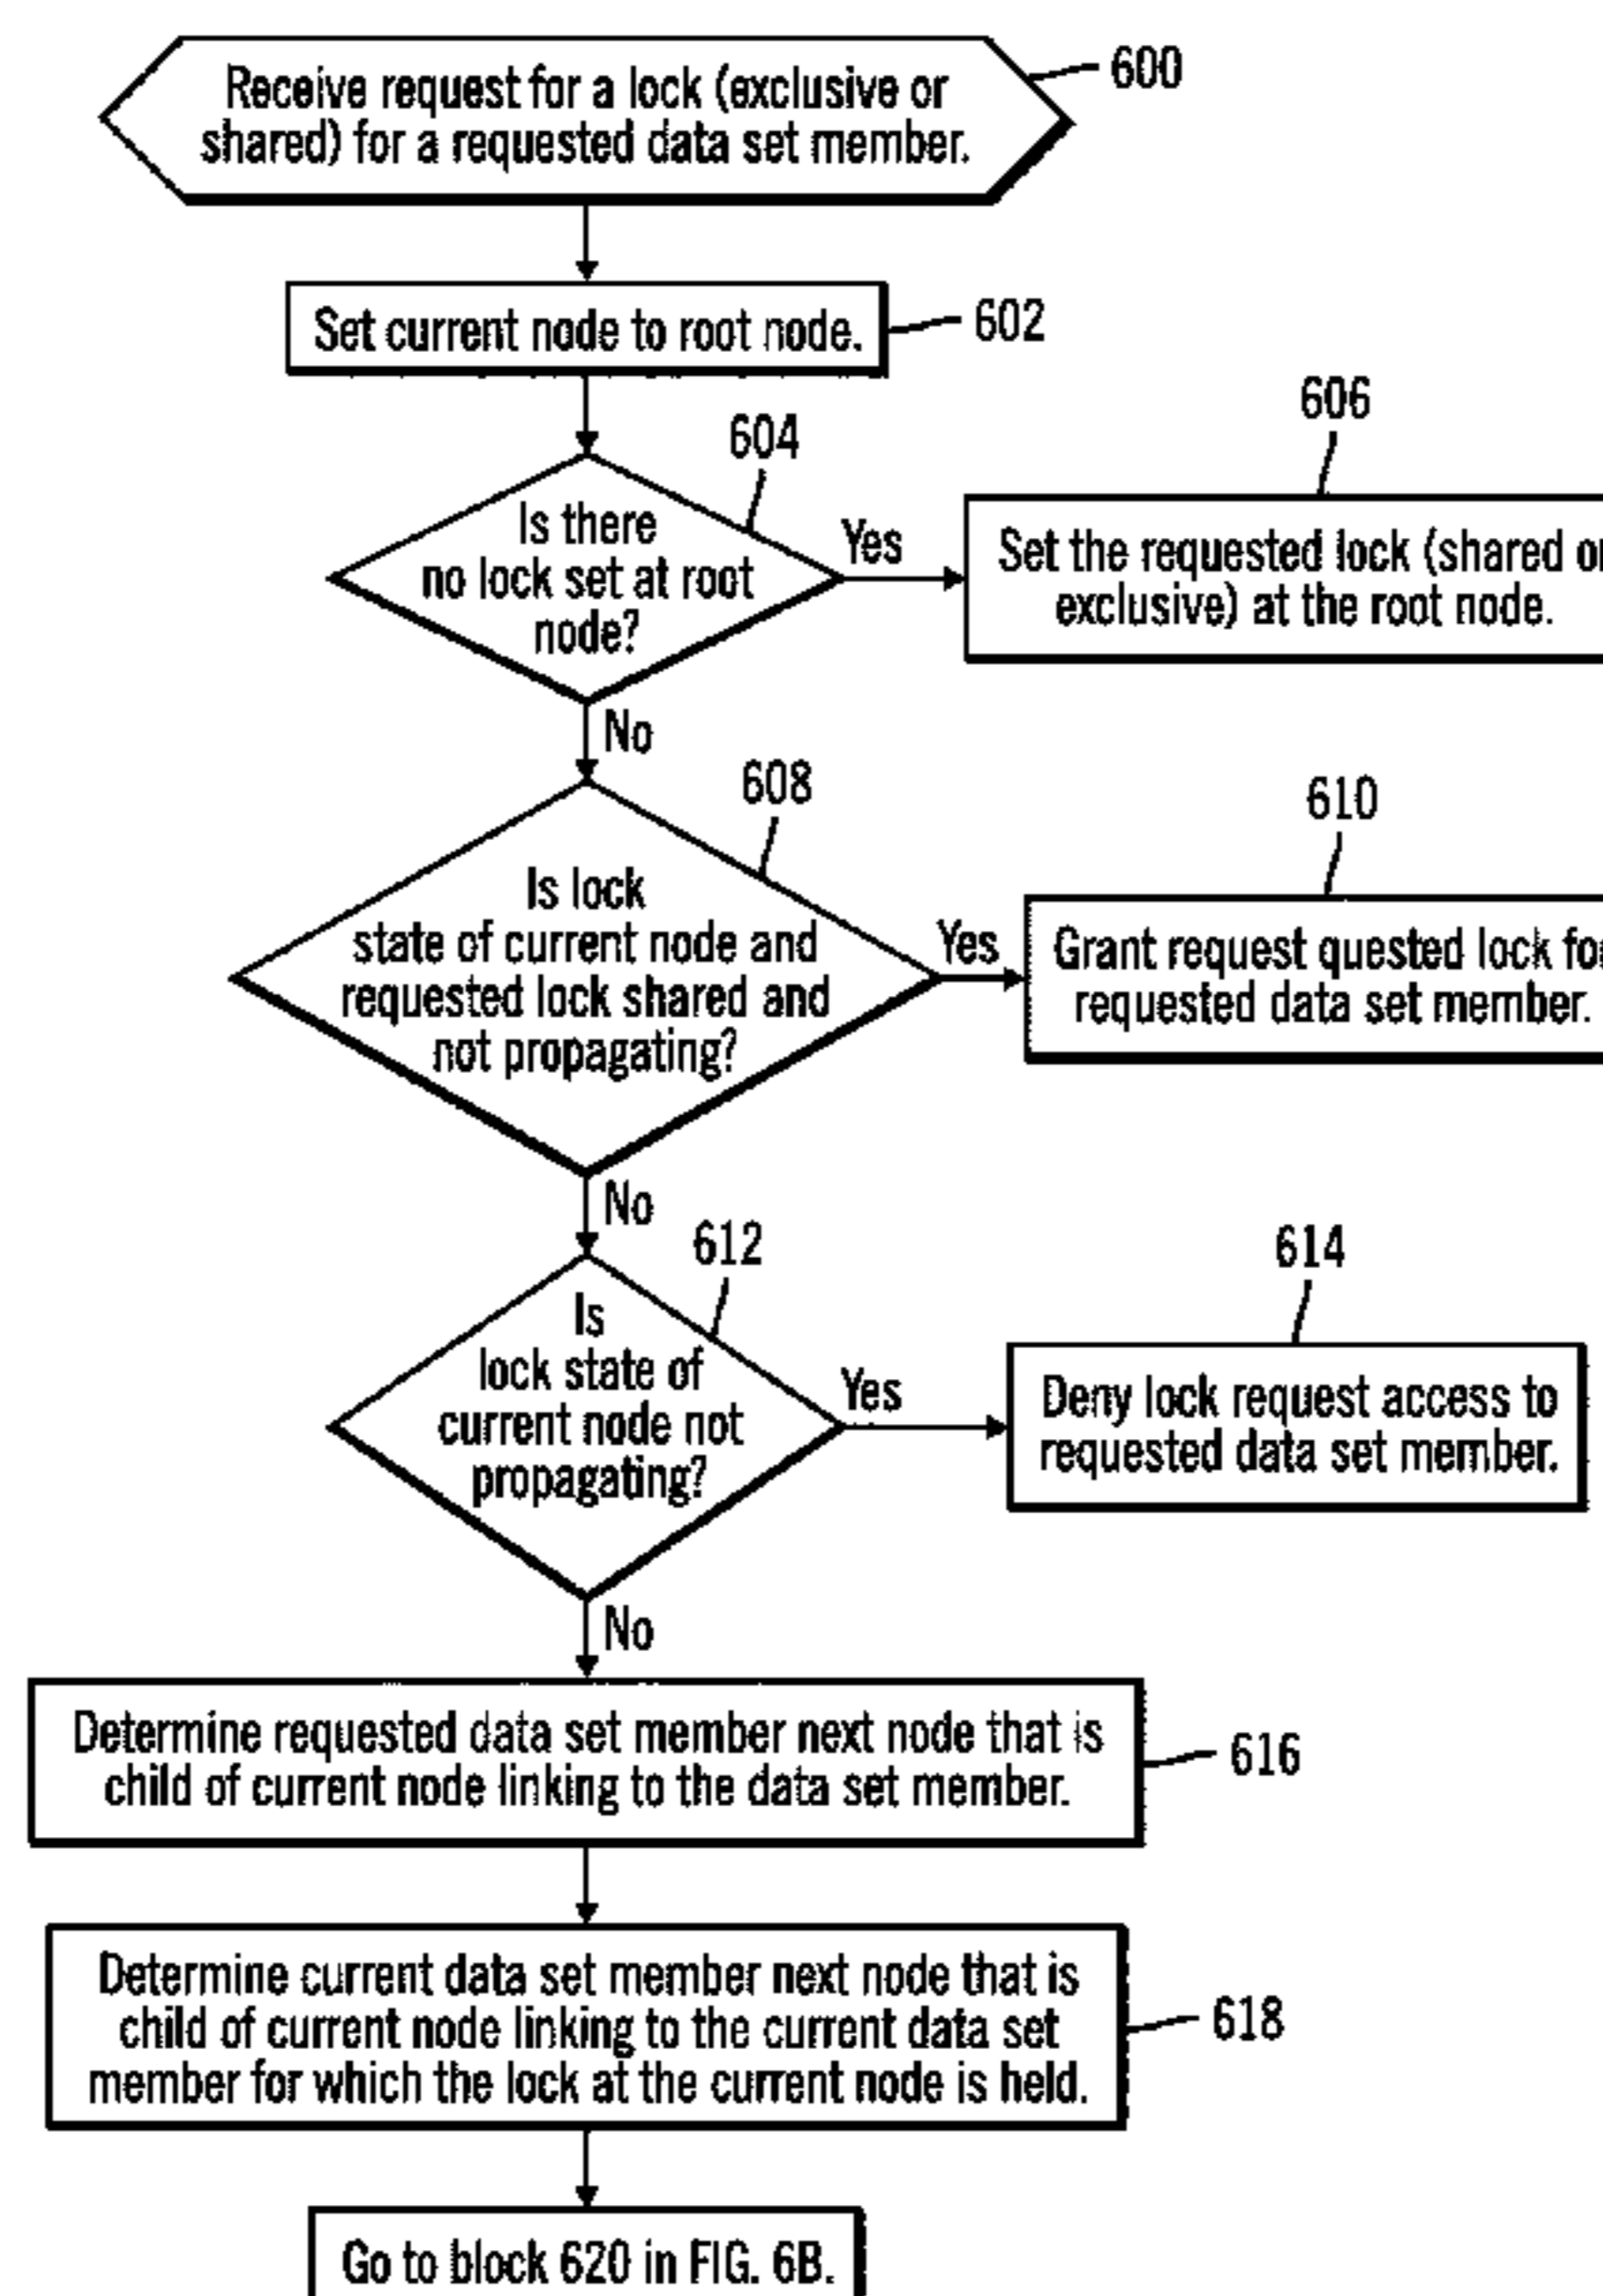 Receive request for a lock (exclusive or
shared) for a requested data set member.
600
Set current node to root node.
602
604
Is there
no lock set at root
node?
Yes
606
Set the requested lock (shared or
exclusive) at the root node.
No
608
Is lock
state of current node and
requested lock shared and
not propagating?
Yes
610
Grant request quested lock for
requested data set member.
No
612
Is
lock state of
current node not
propagating?
Yes
614
Deny lock request access to
requested data set member.
No
Determine requested data set member next node that is
child of current node linking to the data set member.
616
Determine current data set member next node that is
child of current node linking to the current data set
member for which the lock at the current node is held.
618
Go to block 620 in FIG. 6B.